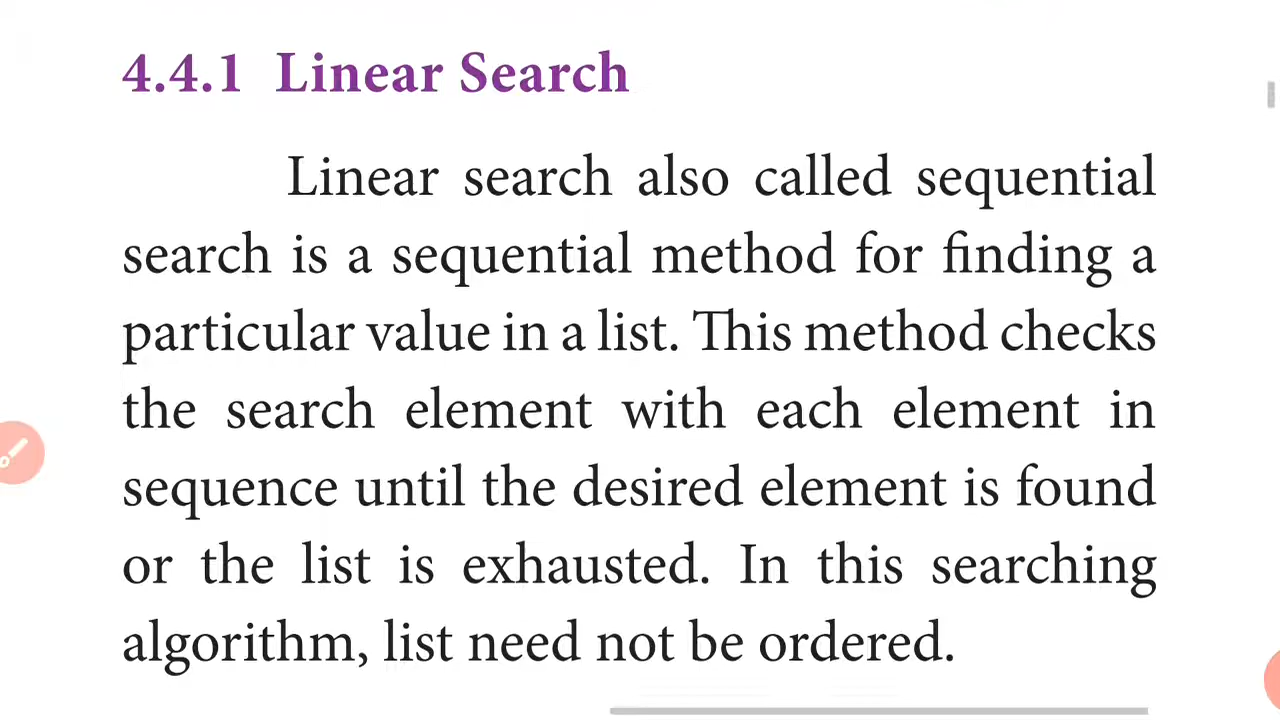 4.4.1 Linear Search
Linear search also called sequential
search is a sequential method for finding a
particular value in a list. This method checks
the search element with each element in
sequence until the desired element is found
or the list is exhausted. In this searching
algorithm, list need not be ordered.